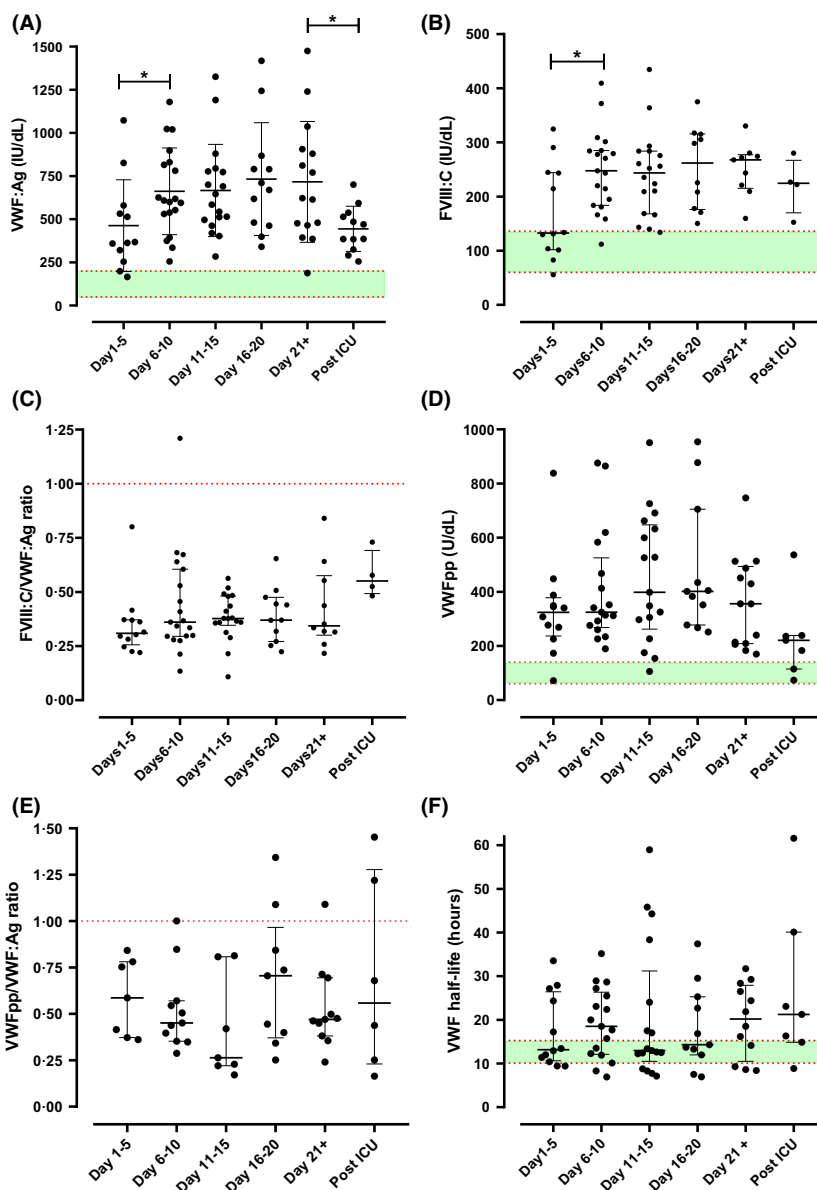 (A)
*
*
VWF:Ag (IU/dL)
1500
1250
1000
750
500
250
0
Day1-5
Day 6-10
Day 11-15
Day 16-20
Day 21+
Post ICU
(B)
*
FVIII:C (IU/dL)
500
400
300
200
100
0
Days1-5
Days6-10
Days11-15
Days16-20
Days21+
Post ICU
(C)
FVIII:C/VWF:Ag ratio
1·25
1·00
0·75
0·50
0·25
0·00
Days1-5
Days6-10
Days11-15
Days16-20
Days21+
Post ICU
(D)
VWFpp (U/dL)
1000
800
600
400
200
0
Day 1-5
Day 6-10
Day 11-15
Day 16-20
Day 21+
Post ICU
(E)
VWFpp/VWF:Ag ratio
1·50
1·25
1·00
0·75
0·50
0·25
0·00
Day 1-5
Day 6-10
Day 11-15
Day 16-20
Day 21+
Post ICU
(F)
VWF half-life (hours)
60
50
40
30
20
10
0
Day1-5
Day 6-10
Day 11-15
Day 16-20
Day 21 +
Post ICU